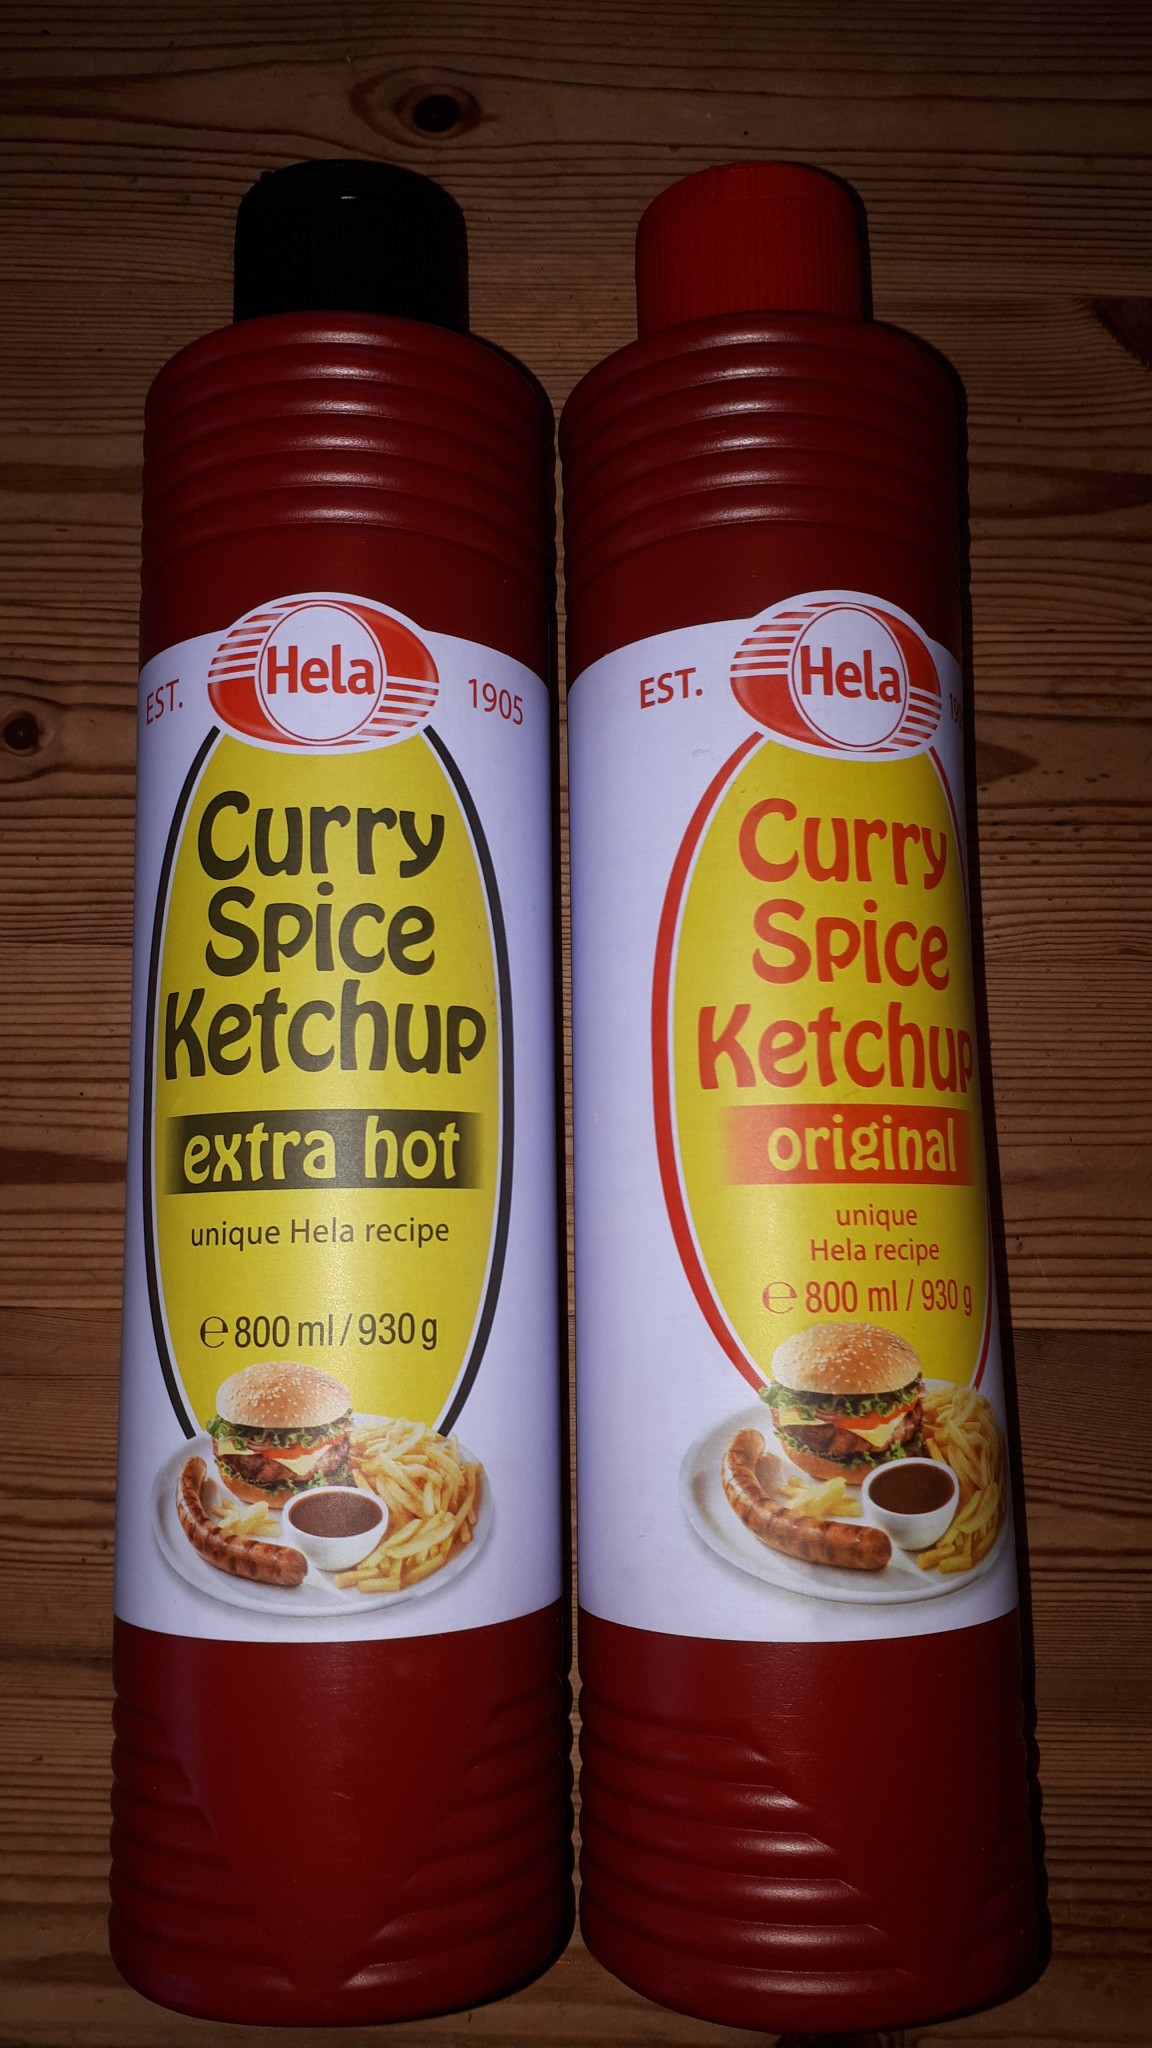 Hela
EST. 1905
Curry
Spice
Ketchup
extra hot
unique Hela recipe
℮ 800 ml / 930 g
Hela
EST.
Curry
Spice
Ketchup
original
unique
Hela recipe
℮ 800 ml / 930 g